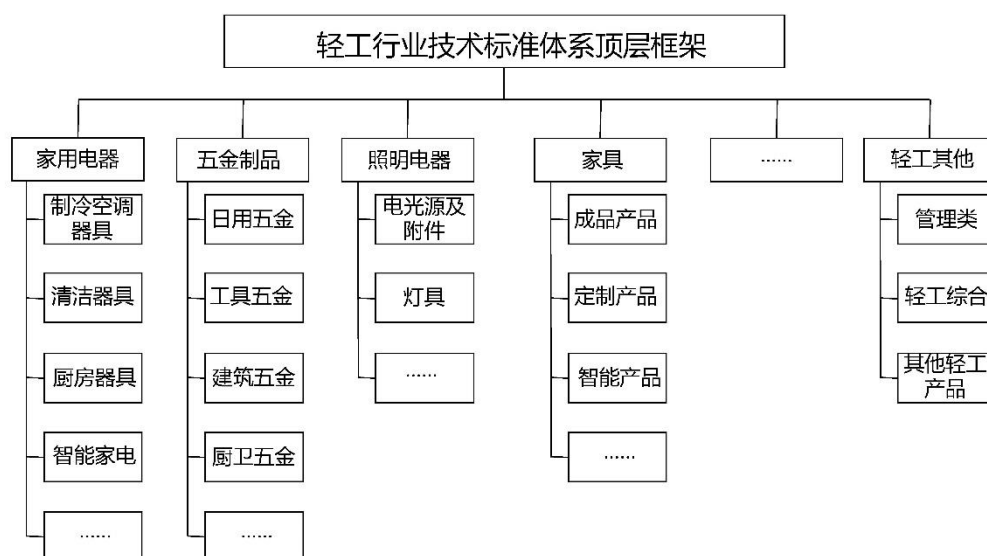 轻工行业技术标准体系顶层框架
家用电器
五金制品
照明电器
家具
……
轻工其他
制冷空调
器具
清洁器具
厨房器具
智能家电
……
日用五金
工具五金
建筑五金
厨卫五金
……
电光源及
附件
灯具
……
成品产品
定制产品
智能产品
……
管理类
轻工综合
其他轻工
产品